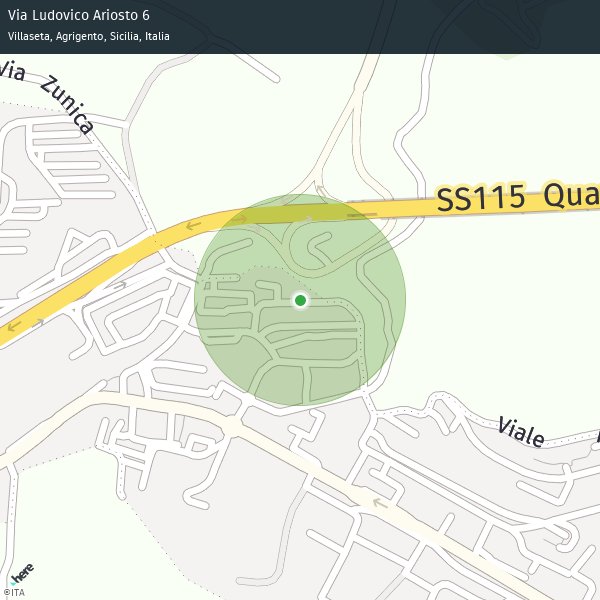 Via Ludovico Ariosto 6
Villaseta, Agrigento, Sicilia, Italia
Via Zunica
SS115 Qua
Viale
here
©ITA